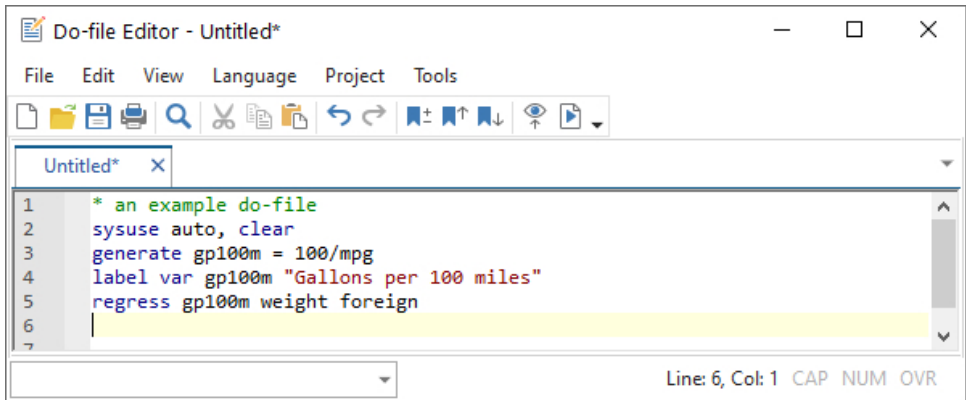 Do-file Editor - Untitled*
File Edit View Language Project Tools
Untitled*
1 * an example do-file
2 sysuse auto, clear
3 generate gp100m = 100/mpg
4 label var gp100m "Gallons per 100 miles"
5 regress gp100m weight foreign
6
7
Line: 6, Col: 1 CAP NUM OVR